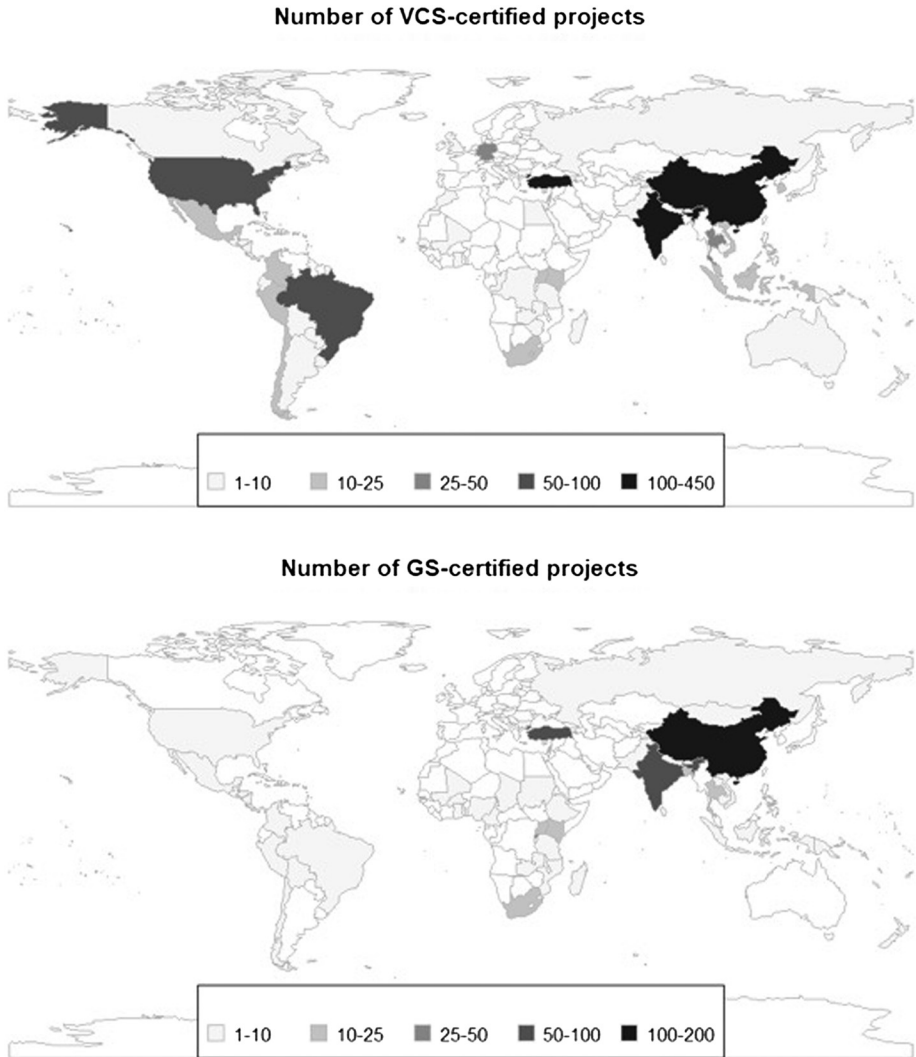 Number of VCS-certified projects
1-10 10-25 25-50 50-100 100-450
Number of GS-certified projects
1-10 10-25 25-50 50-100 100-200